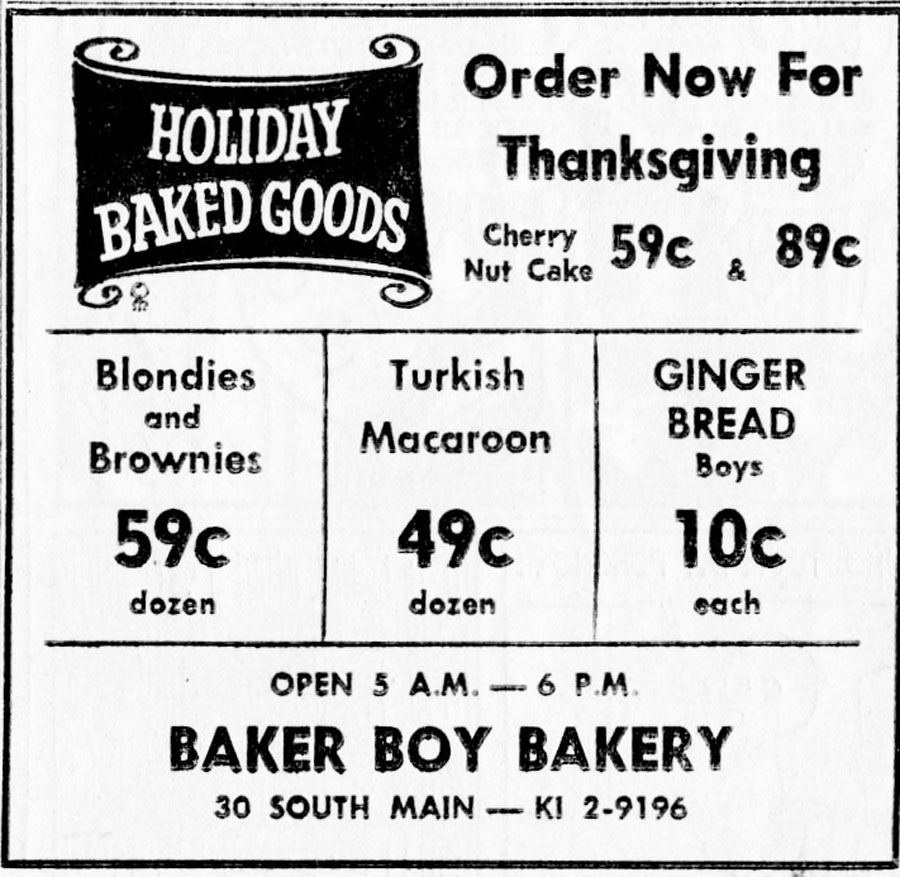 HOLIDAY
BAKED GOODS
Order Now For
Thanksgiving
Cherry
Nut Cake 59c & 89c
Blondies
and
Brownies
59c
dozen
Turkish
Macaroon
49c
dozen
GINGER
BREAD
Boys
10c
each
OPEN 5 A.M. — 6 P.M.
BAKER BOY BAKERY
30 SOUTH MAIN — KI 2-9196